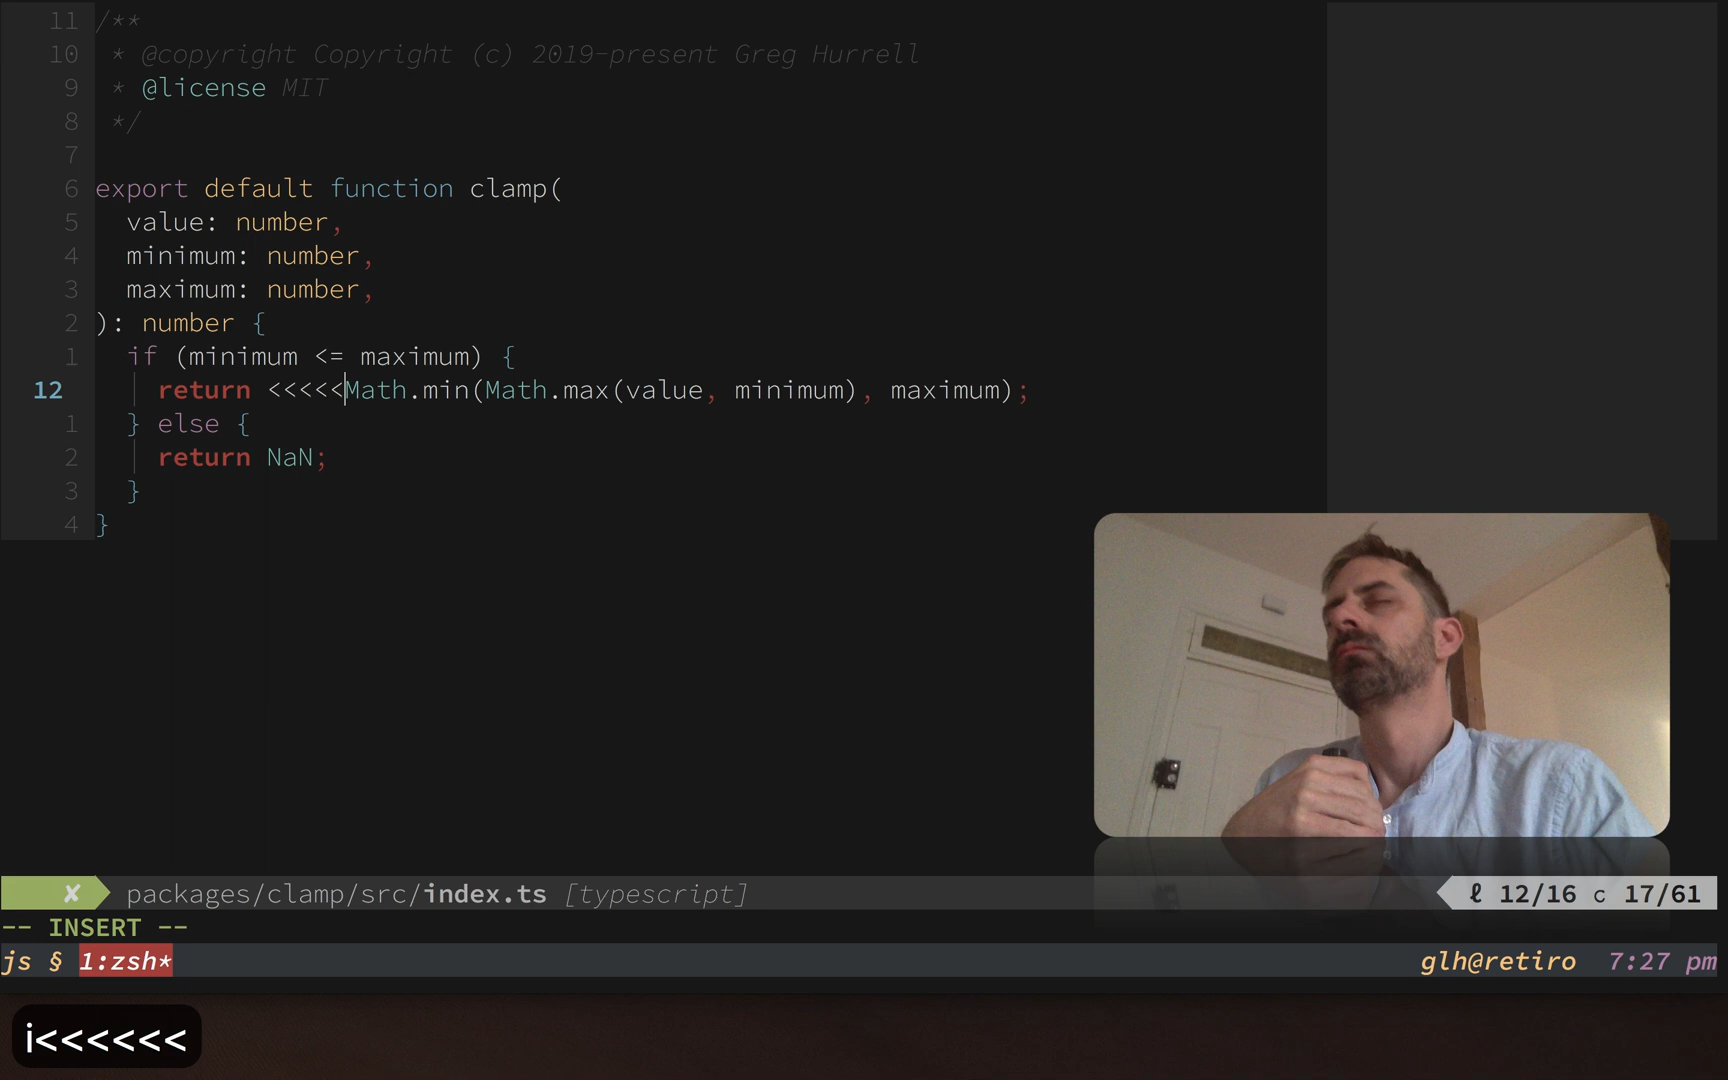 11 /**
10  * @copyright Copyright (c) 2019-present Greg Hurrell
9  * @license MIT
8  */
7
6 export default function clamp(
5   value: number,
4   minimum: number,
3   maximum: number,
2 ): number {
1   if (minimum <= maximum) {
12     return <<<<<Math.min(Math.max(value, minimum), maximum);
1   } else {
2     return NaN;
3   }
4 }
✘ packages/clamp/src/index.ts [typescript] ℓ 12/16 c 17/61
-- INSERT --
js § 1:zsh* glh@retiro 7:27 pm
i<<<<<<